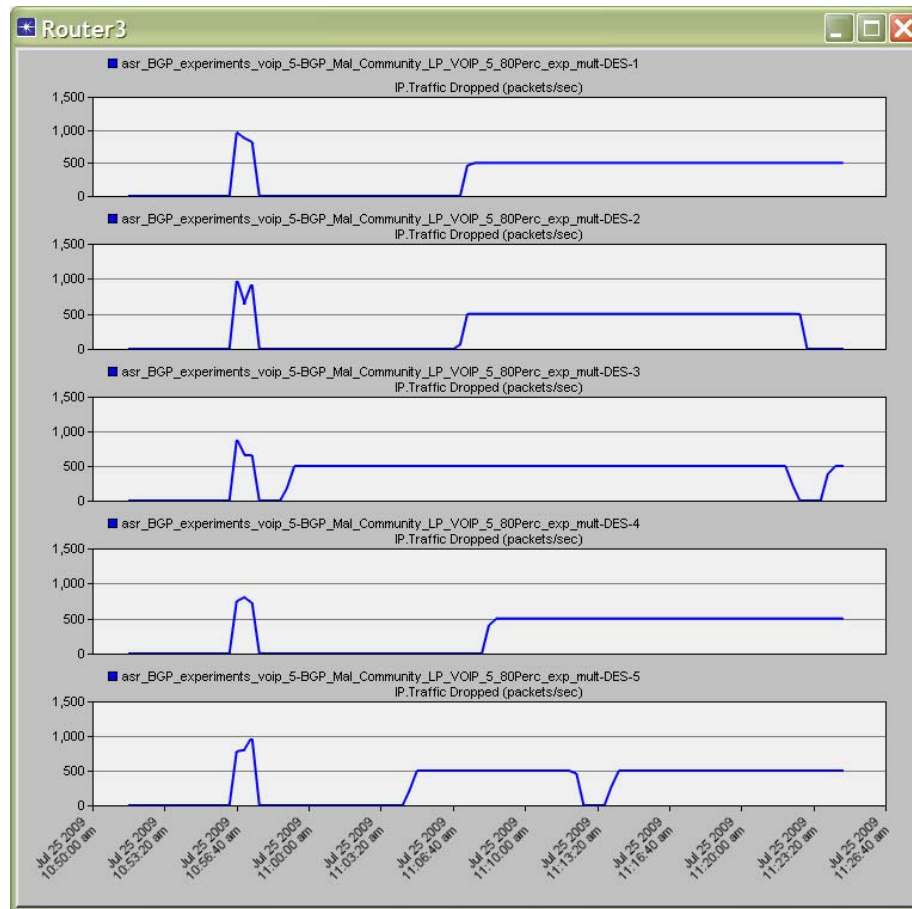 Router3
asr_BGP_experiments_voip_5-BGP_Mal_Community_LP_VOIP_5_80Perc_exp_mult-DES-1
IP.Traffic Dropped (packets/sec)
1,500
1,000
500
0
asr_BGP_experiments_voip_5-BGP_Mal_Community_LP_VOIP_5_80Perc_exp_mult-DES-2
IP.Traffic Dropped (packets/sec)
1,500
1,000
500
0
asr_BGP_experiments_voip_5-BGP_Mal_Community_LP_VOIP_5_80Perc_exp_mult-DES-3
IP.Traffic Dropped (packets/sec)
1,500
1,000
500
0
asr_BGP_experiments_voip_5-BGP_Mal_Community_LP_VOIP_5_80Perc_exp_mult-DES-4
IP.Traffic Dropped (packets/sec)
1,500
1,000
500
0
asr_BGP_experiments_voip_5-BGP_Mal_Community_LP_VOIP_5_80Perc_exp_mult-DES-5
IP.Traffic Dropped (packets/sec)
1,500
1,000
500
0
Jul 25 2009
10:50:00 am
Jul 25 2009
10:53:20 am
Jul 25 2009
10:56:40 am
Jul 25 2009
11:00:00 am
Jul 25 2009
11:03:20 am
Jul 25 2009
11:06:40 am
Jul 25 2009
11:10:00 am
Jul 25 2009
11:13:20 am
Jul 25 2009
11:16:40 am
Jul 25 2009
11:20:00 am
Jul 25 2009
11:23:20 am
Jul 25 2009
11:26:40 am